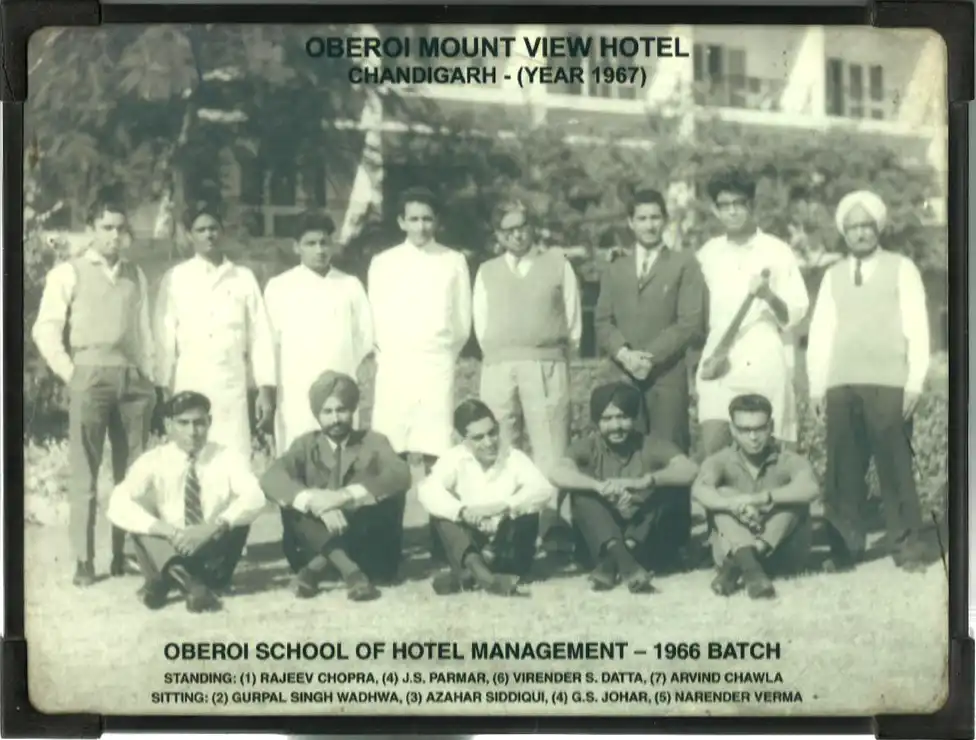 OBEROI MOUNT VIEW HOTEL
CHANDIGARH - (YEAR 1967)
OBEROI SCHOOL OF HOTEL MANAGEMENT – 1966 BATCH
STANDING: (1) RAJEEV CHOPRA, (4) J.S. PARMAR, (6) VIRENDER S. DATTA, (7) ARVIND CHAWLA
SITTING: (2) GURPAL SINGH WADHWA, (3) AZAHAR SIDDIQUI, (4) G.S. JOHAR, (5) NARENDER VERMA